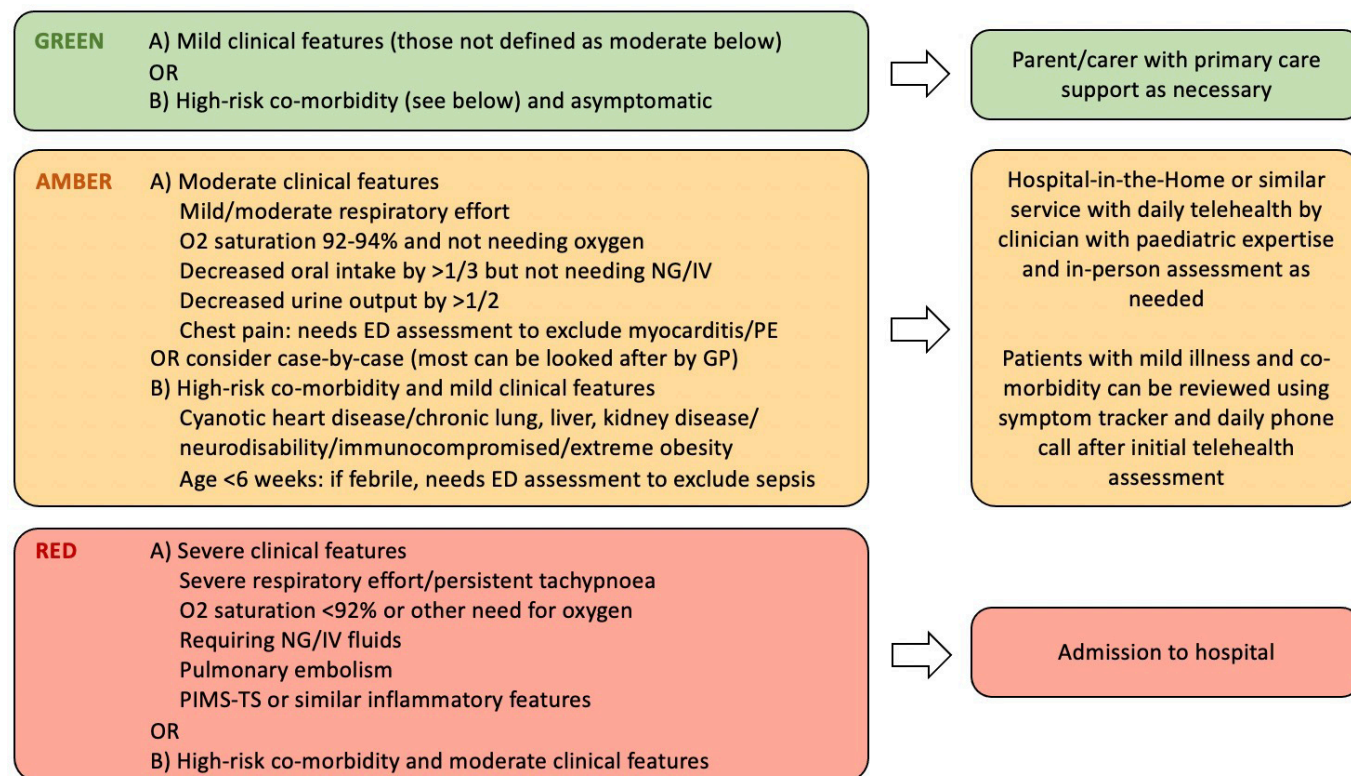 GREEN A) Mild clinical features (those not defined as moderate below)
OR
B) High-risk co-morbidity (see below) and asymptomatic
Parent/carer with primary care
support as necessary
AMBER A) Moderate clinical features
Mild/moderate respiratory effort
O2 saturation 92-94% and not needing oxygen
Decreased oral intake by >1/3 but not needing NG/IV
Decreased urine output by >1/2
Chest pain: needs ED assessment to exclude myocarditis/PE
OR consider case-by-case (most can be looked after by GP)
B) High-risk co-morbidity and mild clinical features
Cyanotic heart disease/chronic lung, liver, kidney disease/
neurodisability/immunocompromised/extreme obesity
Age <6 weeks: if febrile, needs ED assessment to exclude sepsis
Hospital-in-the-Home or similar
service with daily telehealth by
clinician with paediatric expertise
and in-person assessment as
needed
Patients with mild illness and co-
morbidity can be reviewed using
symptom tracker and daily phone
call after initial telehealth
assessment
RED A) Severe clinical features
Severe respiratory effort/persistent tachypnoea
O2 saturation <92% or other need for oxygen
Requiring NG/IV fluids
Pulmonary embolism
PIMS-TS or similar inflammatory features
OR
B) High-risk co-morbidity and moderate clinical features
Admission to hospital